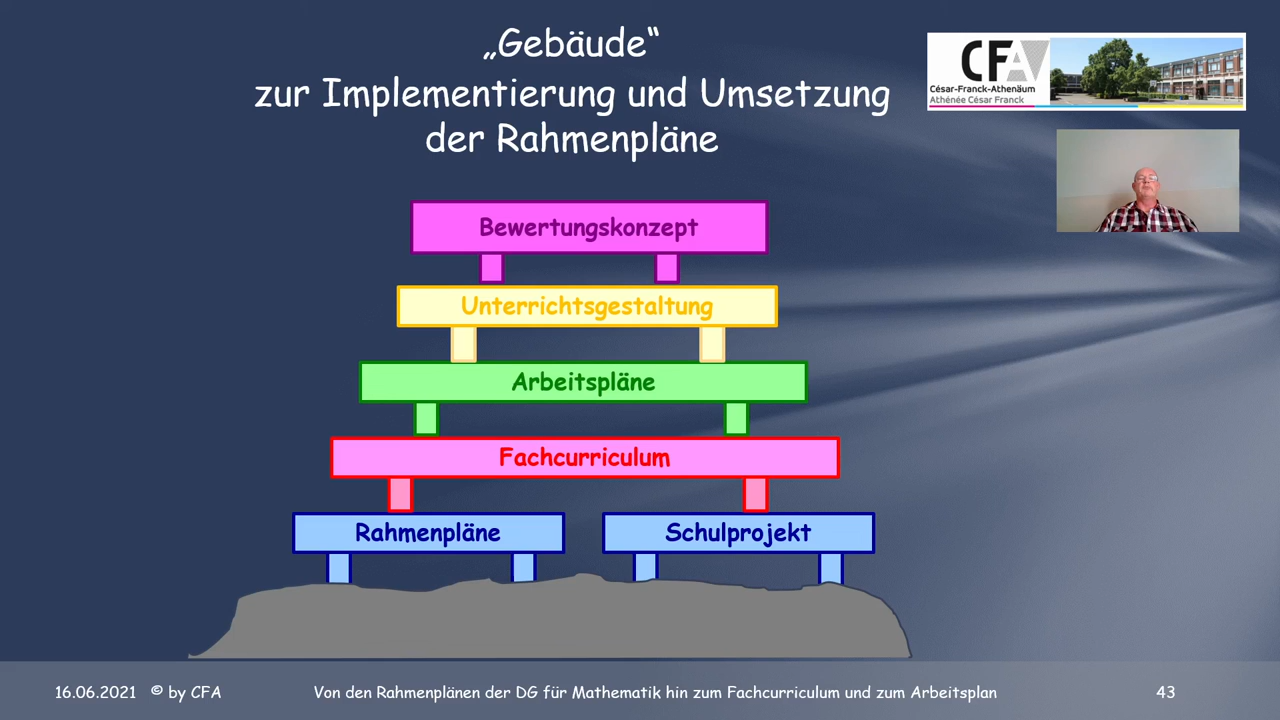 „Gebäude“
zur Implementierung und Umsetzung
der Rahmenpläne
CFA
César-Franck-Athenäum
Athénée César Franck
Bewertungskonzept
Unterrichtsgestaltung
Arbeitspläne
Fachcurriculum
Rahmenpläne
Schulprojekt
16.06.2021 © by CFA
Von den Rahmenplänen der DG für Mathematik hin zum Fachcurriculum und zum Arbeitsplan
43